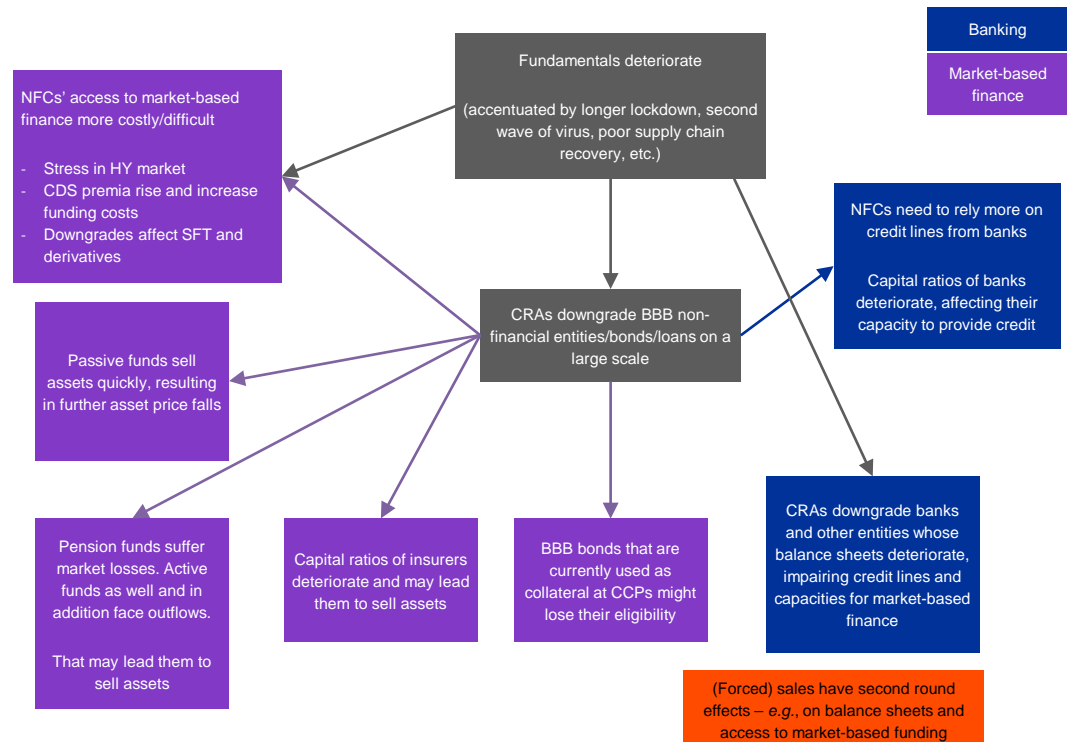 Banking
Market-based
finance
Fundamentals deteriorate
(accentuated by longer lockdown, second
wave of virus, poor supply chain
recovery, etc.)
NFCs' access to market-based
finance more costly/difficult
- Stress in HY market
- CDS premia rise and increase
funding costs
- Downgrades affect SFT and
derivatives
NFCs need to rely more on
credit lines from banks
Capital ratios of banks
deteriorate, affecting their
capacity to provide credit
CRAs downgrade BBB non-
financial entities/bonds/loans on a
large scale
Passive funds sell
assets quickly, resulting
in further asset price falls
Pension funds suffer
market losses. Active
funds as well and in
addition face outflows.
That may lead them to
sell assets
Capital ratios of insurers
deteriorate and may lead
them to sell assets
BBB bonds that are
currently used as
collateral at CCPs might
lose their eligibility
CRAs downgrade banks
and other entities whose
balance sheets deteriorate,
impairing credit lines and
capacities for market-based
finance
(Forced) sales have second round
effects – e.g., on balance sheets and
access to market-based funding